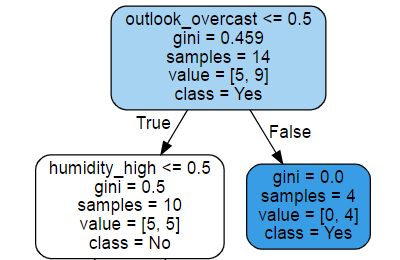 outlook_overcast <= 0.5
gini = 0.459
samples = 14
value = [5, 9]
class = Yes
True
False
humidity_high <= 0.5
gini = 0.5
samples = 10
value = [5, 5]
class = No
gini = 0.0
samples = 4
value = [0, 4]
class = Yes